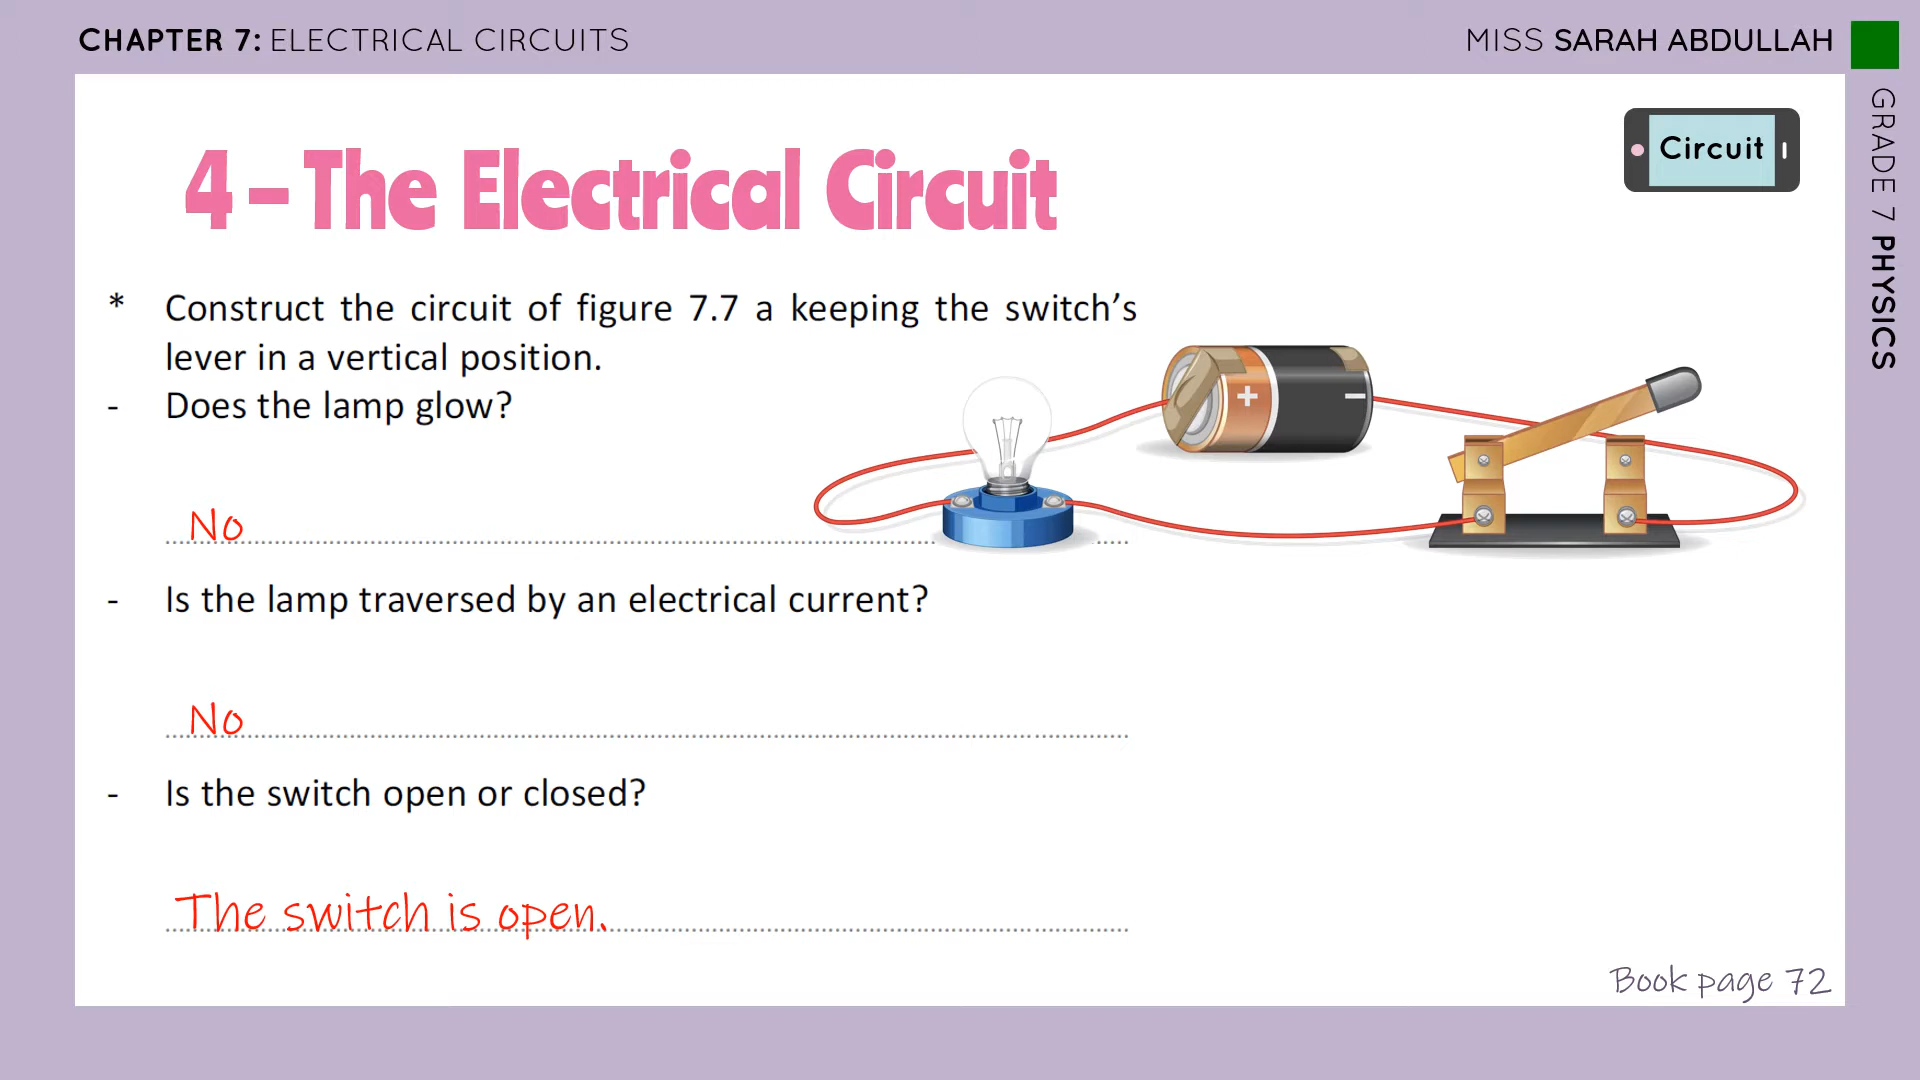 CHAPTER 7: ELECTRICAL CIRCUITS
MISS SARAH ABDULLAH
GRADE 7 PHYSICS
Circuit
4 – The Electrical Circuit
* Construct the circuit of figure 7.7 a keeping the switch’s
lever in a vertical position.
- Does the lamp glow?
No
- Is the lamp traversed by an electrical current?
No
- Is the switch open or closed?
The switch is open.
+ −
Book page 72